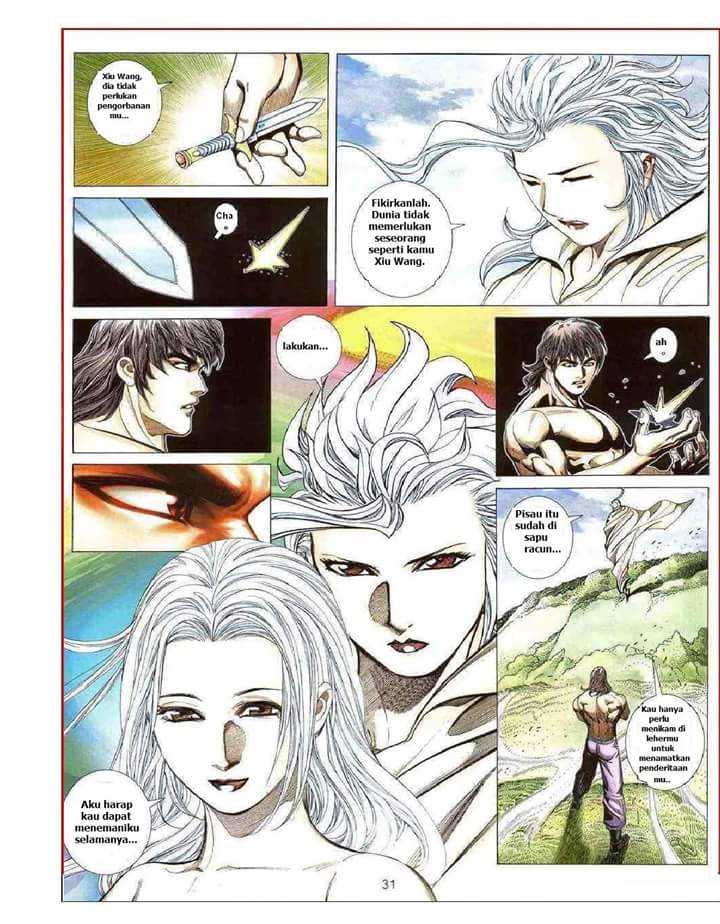 Xiu Wang,
dia tidak
perlukan
pengorbanan
mu...
Fikirkanlah.
Dunia tidak
memerlukan
seseorang
seperti kamu
Xiu Wang.
Cha
lakukan...
ah
Pisau itu
sudah di
sapu
racun...
Kau hanya
perlu
menikam di
lehermu
untuk
menamatkan
penderitaan
mu..
Aku harap
kau dapat
menemaniku
selamanya...
31